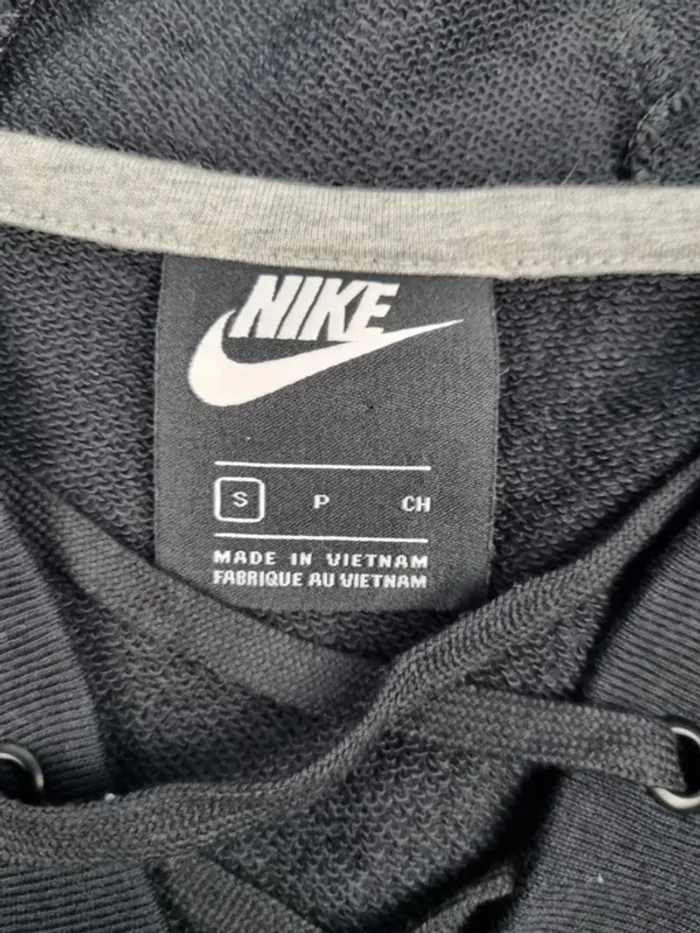 NIKE
S P CH
MADE IN VIETNAM
FABRIQUE AU VIETNAM